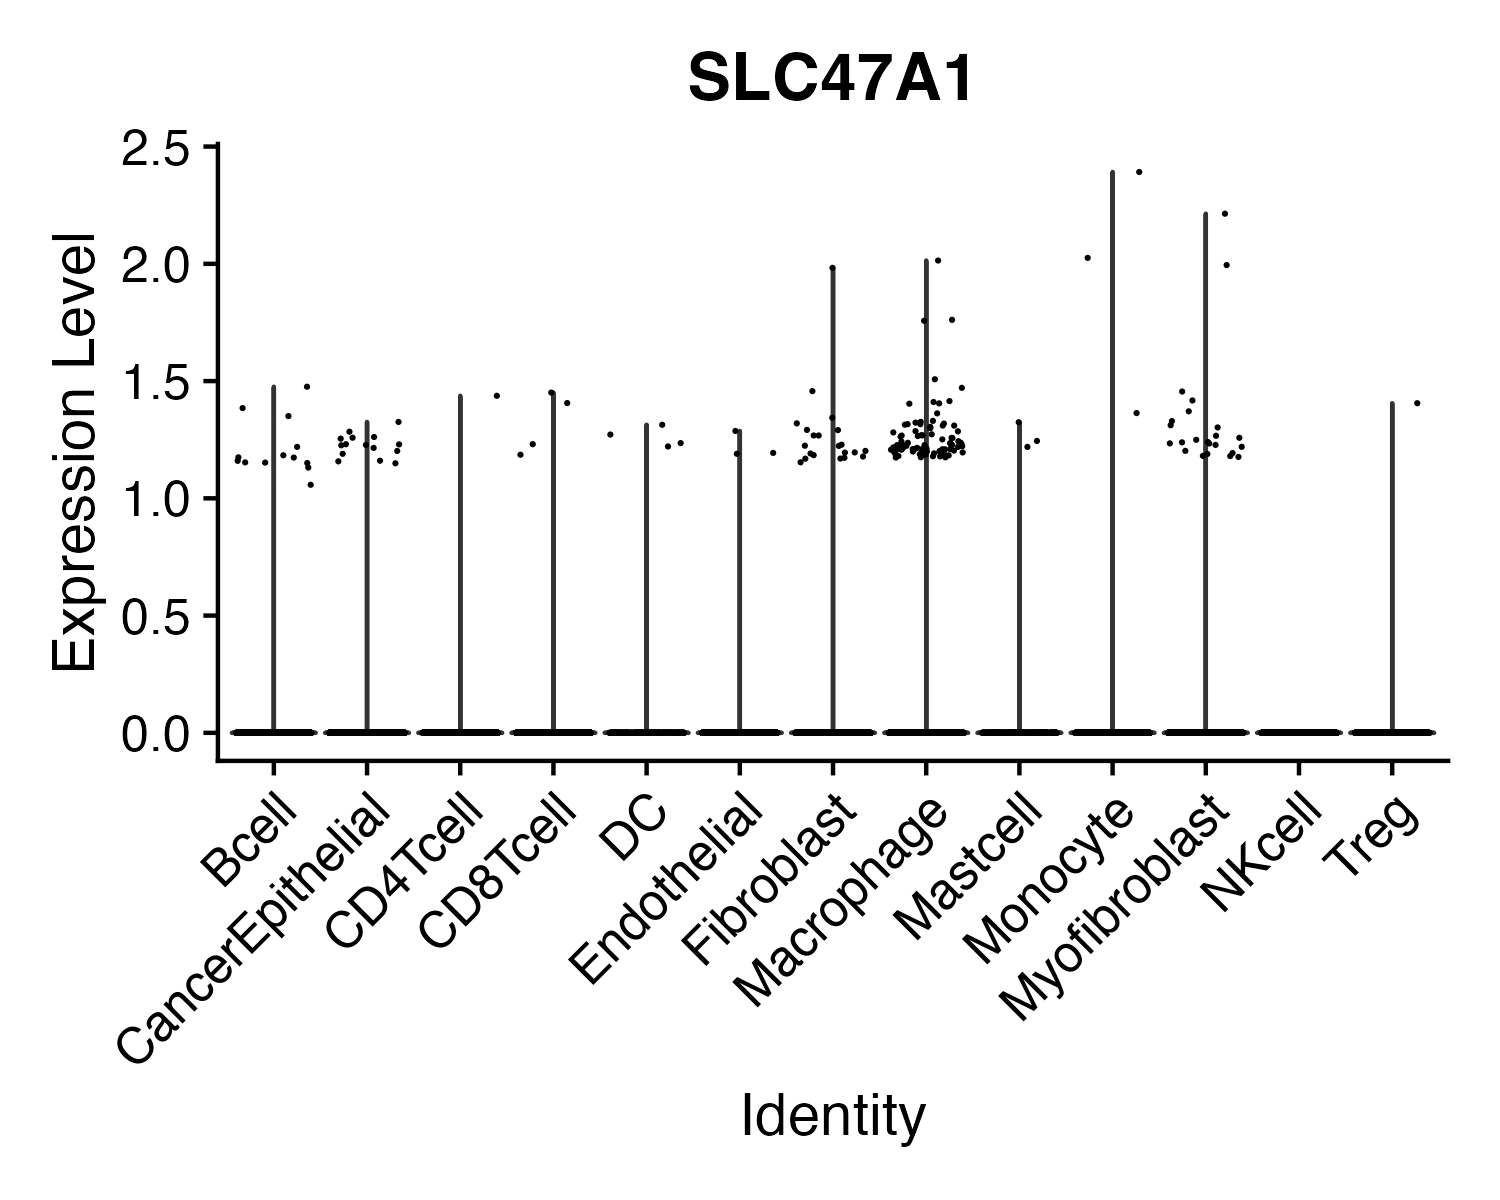 SLC47A1
Expression Level
2.5
2.0
1.5
1.0
0.5
0.0
Bcell
CancerEpithelial
CD4Tcell
CD8Tcell
DC
Endothelial
Fibroblast
Macrophage
Mastcell
Monocyte
Myofibroblast
NKcell
Treg
Identity